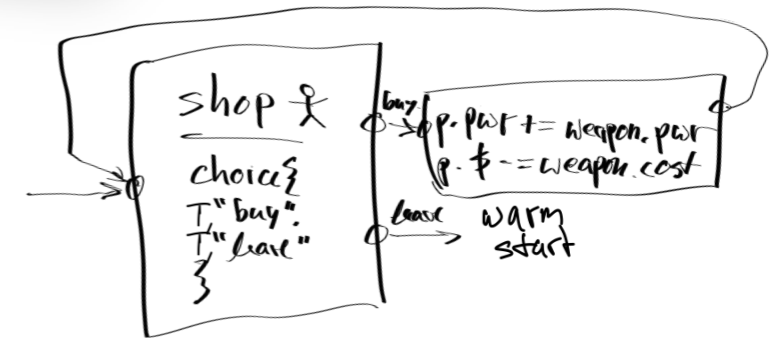 shop
choice{
T"buy".
T"leave"
}
buy
p.pwr += weapon.pwr
p.$ -= weapon.cost
leave
warm
start